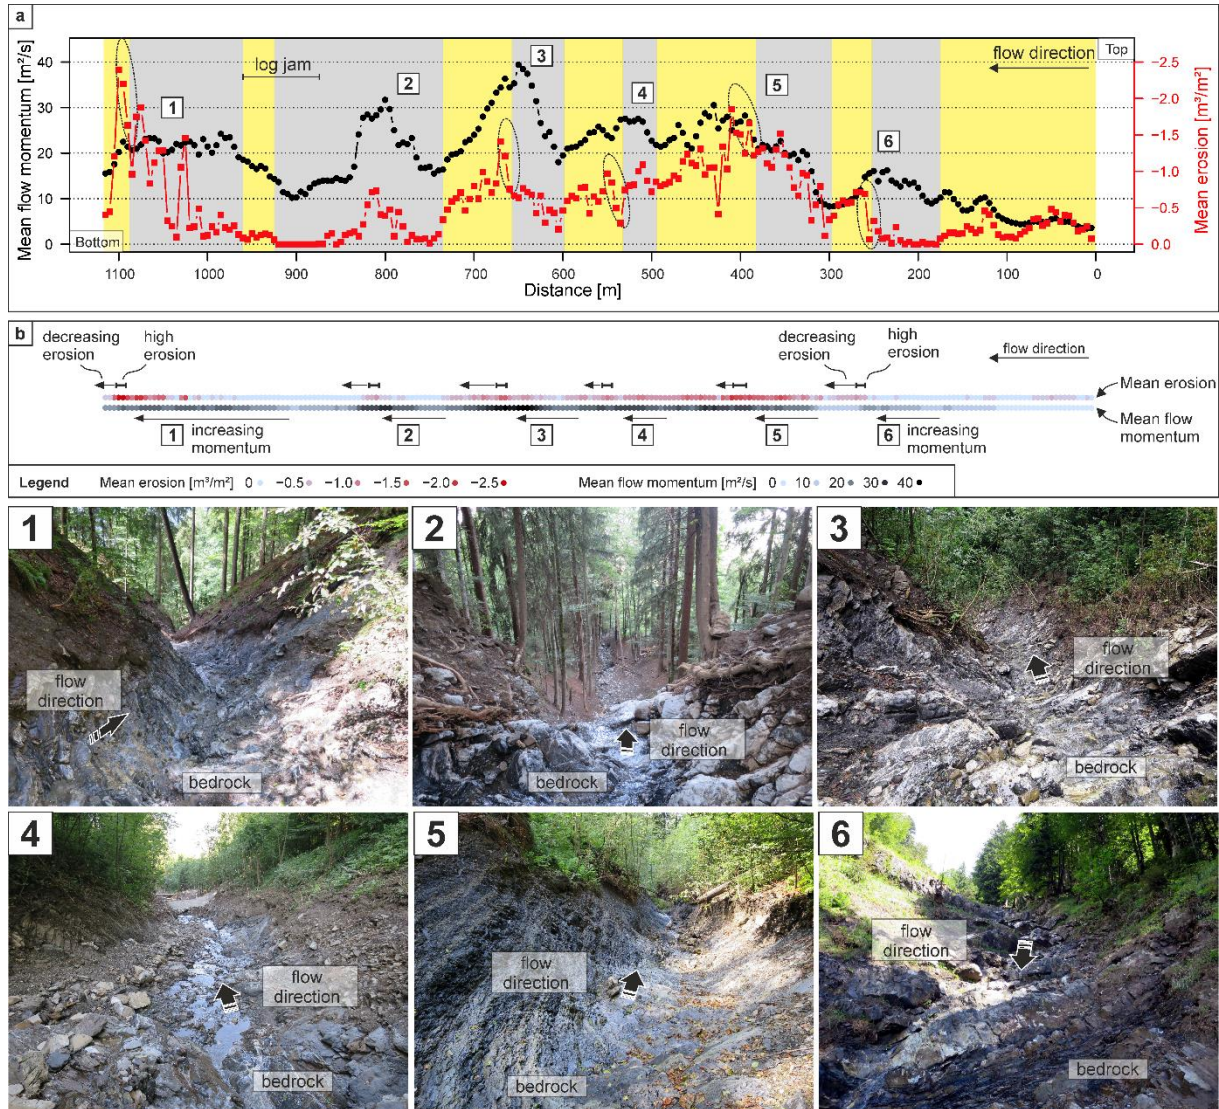 a
log jam
1
2
3
4
5
6
flow direction
Top
Bottom
Mean flow momentum [m²/s]
40
30
20
10
0
−2.5
−2.0
−1.5
−1.0
−0.5
0.0
Mean erosion [m³/m²]
1100
1000
900
800
700
600
500
400
300
200
100
0
Distance [m]
b
decreasing
erosion
high
erosion
decreasing
erosion
high
erosion
flow direction
Mean erosion
Mean flow
momentum
1
increasing
momentum
2
3
4
5
6
increasing
momentum
Legend
Mean erosion [m³/m²] 0 −0.5 −1.0 −1.5 −2.0 −2.5
Mean flow momentum [m²/s] 0 10 20 30 40
1
flow
direction
bedrock
2
flow
direction
bedrock
3
flow
direction
bedrock
4
flow
direction
bedrock
5
flow
direction
bedrock
6
flow
direction
bedrock